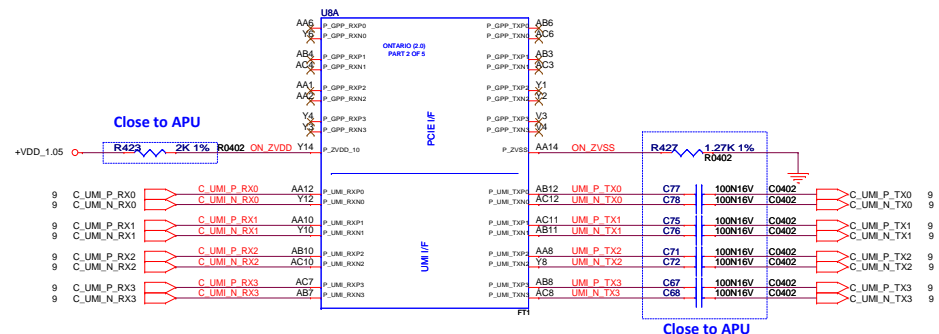 U8A
AA6 P_GPP_RXP0 P_GPP_TXP0 AB6
Y6 P_GPP_RXN0 P_GPP_TXN0 AC6
ONTARIO (2.0)
PART 2 OF 5
AB4 P_GPP_RXP1 P_GPP_TXP1 AB3
AC4 P_GPP_RXN1 P_GPP_TXN1 AC3
AA1 P_GPP_RXP2 P_GPP_TXP2 Y1
AA2 P_GPP_RXN2 P_GPP_TXN2 Y2
Y4 P_GPP_RXP3 P_GPP_TXP3 V3
Y3 P_GPP_RXN3 P_GPP_TXN3 V4
PCIE I/F
Close to APU
+VDD_1.05 R423 2K 1% R0402 ON_ZVDD Y14 P_ZVDD_10 P_ZVSS AA14 ON_ZVSS R427 1.27K 1%
R0402
9 C_UMI_P_RX0 C_UMI_P_RX0 AA12 P_UMI_RXP0 P_UMI_TXP0 AB12 UMI_P_TX0 C77 100N16V C0402 C_UMI_P_TX0 9
9 C_UMI_N_RX0 C_UMI_N_RX0 Y12 P_UMI_RXN0 P_UMI_TXN0 AC12 UMI_N_TX0 C78 100N16V C0402 C_UMI_N_TX0 9
9 C_UMI_P_RX1 C_UMI_P_RX1 AA10 P_UMI_RXP1 P_UMI_TXP1 AC11 UMI_P_TX1 C75 100N16V C0402 C_UMI_P_TX1 9
9 C_UMI_N_RX1 C_UMI_N_RX1 Y10 P_UMI_RXN1 P_UMI_TXN1 AB11 UMI_N_TX1 C76 100N16V C0402 C_UMI_N_TX1 9
UMI I/F
9 C_UMI_P_RX2 C_UMI_P_RX2 AB10 P_UMI_RXP2 P_UMI_TXP2 AA8 UMI_P_TX2 C71 100N16V C0402 C_UMI_P_TX2 9
9 C_UMI_N_RX2 C_UMI_N_RX2 AC10 P_UMI_RXN2 P_UMI_TXN2 Y8 UMI_N_TX2 C72 100N16V C0402 C_UMI_N_TX2 9
9 C_UMI_P_RX3 C_UMI_P_RX3 AC7 P_UMI_RXP3 P_UMI_TXP3 AB8 UMI_P_TX3 C67 100N16V C0402 C_UMI_P_TX3 9
9 C_UMI_N_RX3 C_UMI_N_RX3 AB7 P_UMI_RXN3 P_UMI_TXN3 AC8 UMI_N_TX3 C68 100N16V C0402 C_UMI_N_TX3 9
FT1
Close to APU